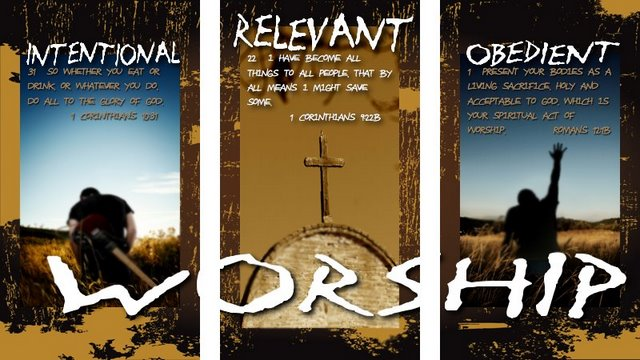 INTENTIONAL
31 SO WHETHER YOU EAT OR
DRINK OR WHATEVER YOU DO,
DO ALL TO THE GLORY OF GOD.
1 CORINTHIANS 10:31
RELEVANT
22 I HAVE BECOME ALL
THINGS TO ALL PEOPLE, THAT BY
ALL MEANS I MIGHT SAVE
SOME.
1 CORINTHIANS 9:22B
OBEDIENT
1 PRESENT YOUR BODIES AS A
LIVING SACRIFICE, HOLY AND
ACCEPTABLE TO GOD, WHICH IS
YOUR SPIRITUAL ACT OF
WORSHIP. ROMANS 12:1B
WORSHIP